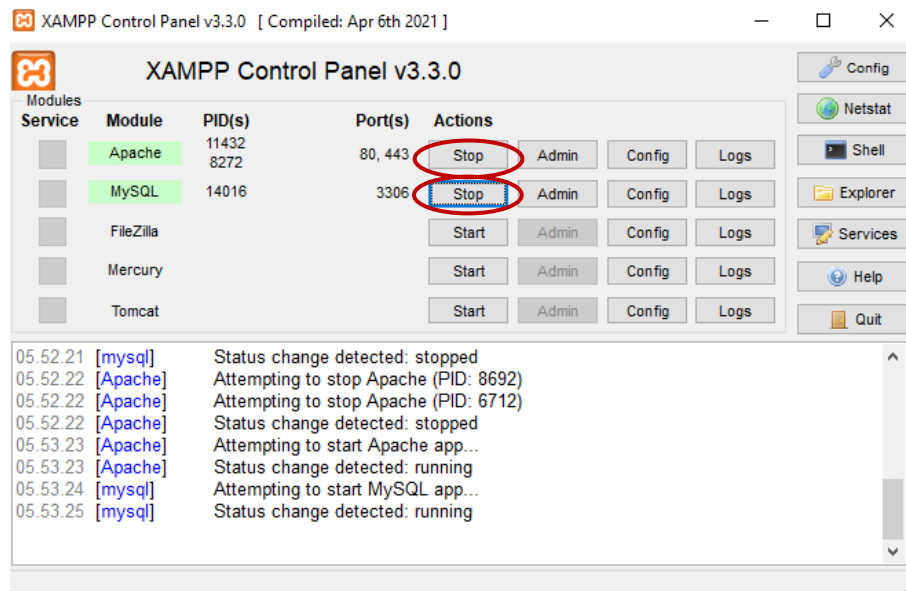 XAMPP Control Panel v3.3.0 [ Compiled: Apr 6th 2021 ]
XAMPP Control Panel v3.3.0
Config
Modules
Netstat
Service Module PID(s) Port(s) Actions
Apache 11432 8272 80, 443 Stop Admin Config Logs
Shell
MySQL 14016 3306 Stop Admin Config Logs
Explorer
FileZilla Start Admin Config Logs
Services
Mercury Start Admin Config Logs
Help
Tomcat Start Admin Config Logs
Quit
05.52.21 [mysql] Status change detected: stopped
05.52.22 [Apache] Attempting to stop Apache (PID: 8692)
05.52.22 [Apache] Attempting to stop Apache (PID: 6712)
05.52.22 [Apache] Status change detected: stopped
05.53.23 [Apache] Attempting to start Apache app...
05.53.23 [Apache] Status change detected: running
05.53.24 [mysql] Attempting to start MySQL app...
05.53.25 [mysql] Status change detected: running